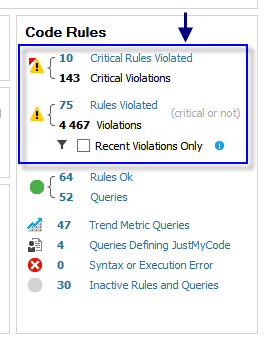 Code Rules
10 Critical Rules Violated
143 Critical Violations
75 Rules Violated (critical or not)
4 467 Violations
Recent Violations Only
64 Rules Ok
52 Queries
47 Trend Metric Queries
4 Queries Defining JustMyCode
0 Syntax or Execution Error
30 Inactive Rules and Queries